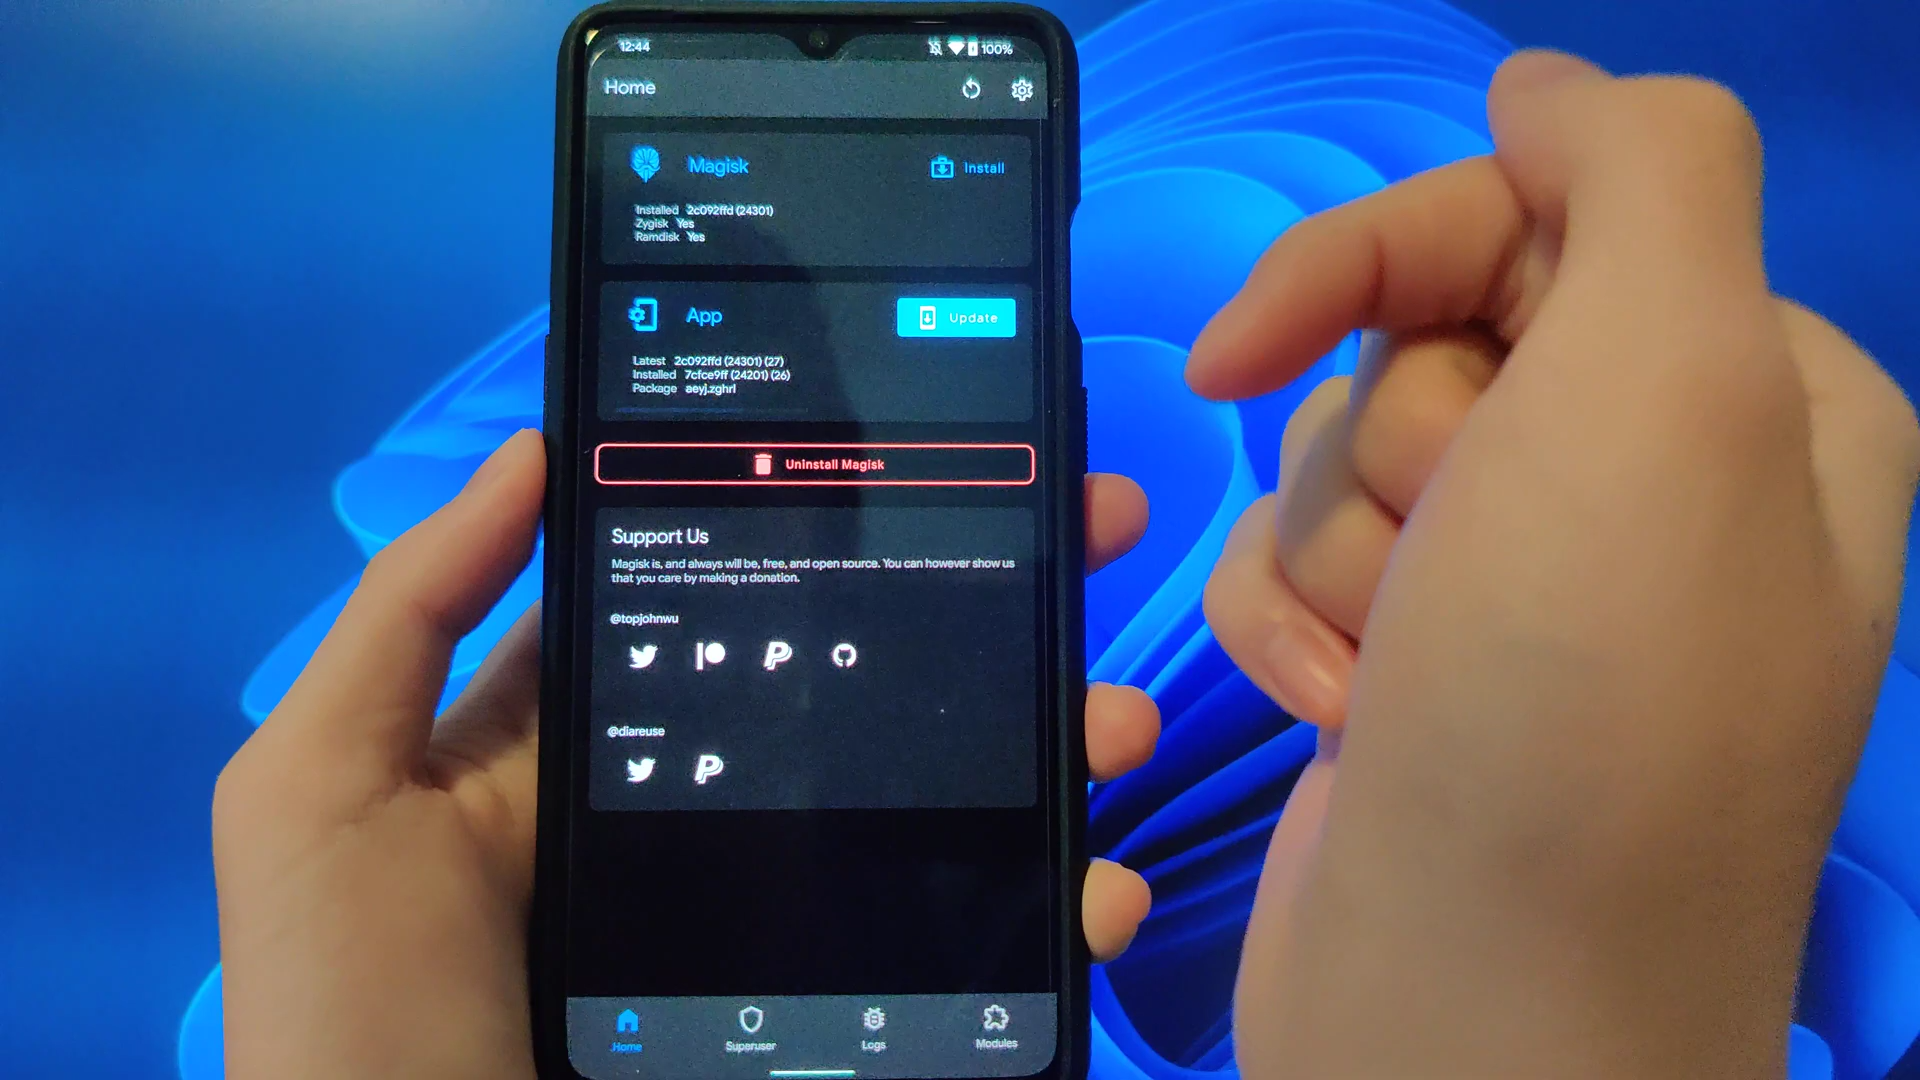 12:44
100%
Home
Magisk
Install
Installed 2c092ffd (24301)
Zygisk Yes
Ramdisk Yes
App
Update
Latest 2c092ffd (24301) (27)
Installed 7cfce9ff (24201) (26)
Package aeyj.zghrl
Uninstall Magisk
Support Us
Magisk is, and always will be, free, and open source. You can however show us
that you care by making a donation.
@topjohnwu
@diareuse
Home
Superuser
Logs
Modules